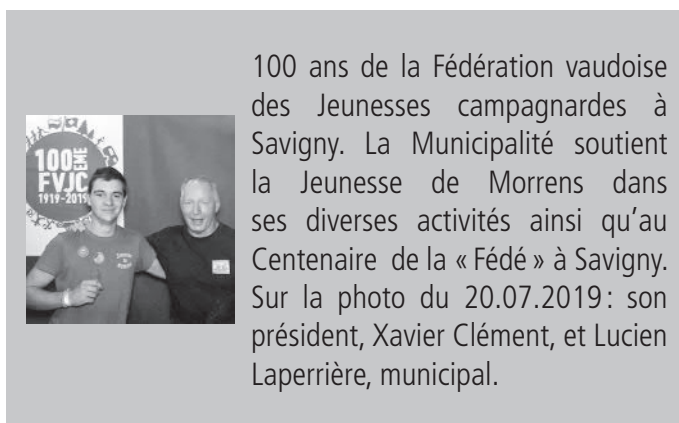 100ÈME
FVJC
1919-2019
100 ans de la Fédération vaudoise
des Jeunesses campagnardes à
Savigny. La Municipalité soutient
la Jeunesse de Morrens dans
ses diverses activités ainsi qu’au
Centenaire de la « Fédé » à Savigny.
Sur la photo du 20.07.2019 : son
président, Xavier Clément, et Lucien
Laperrière, municipal.